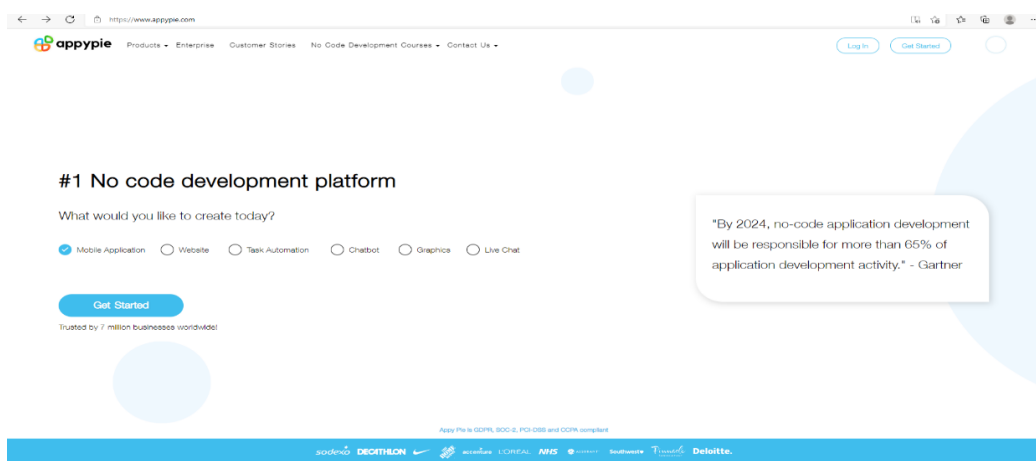 https://www.appypie.com
appypie Products Enterprise Customer Stories No Code Development Courses Contact Us Log In Get Started
#1 No code development platform
What would you like to create today?
Mobile Application Website Task Automation Chatbot Graphics Live Chat
Get Started
Trusted by 7 million businesses worldwide!
"By 2024, no-code application development
will be responsible for more than 65% of
application development activity." - Gartner
Appy Pie is GDPR, SOC-2, PCI-DSS and CCPA compliant
sodexo DECATHLON accenture LOREAL NHS Southwaste Pinnacle Deloitte.